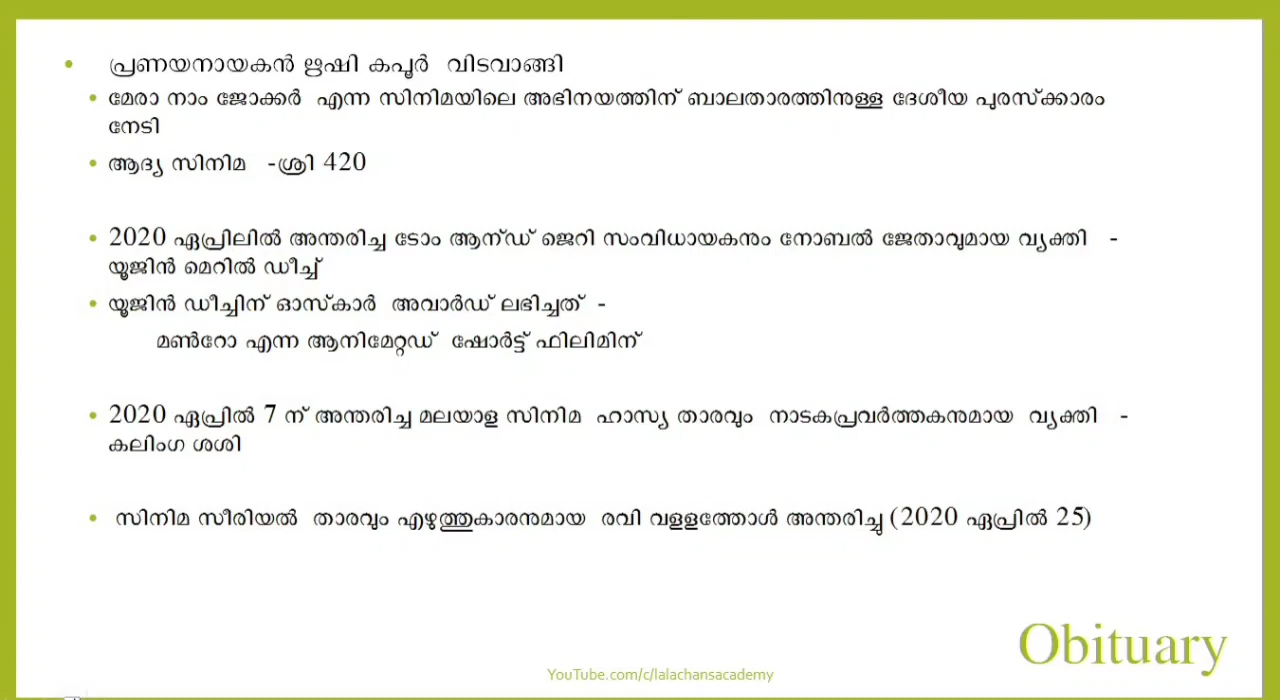 പ്രണയനായകൻ ഋഷി കപൂർ വിടവാങ്ങി
മേരാ നാം ജോക്കർ എന്ന സിനിമയിലെ അഭിനയത്തിന് ബാലതാരത്തിനുള്ള ദേശീയ പുരസ്ക്കാരം
നേടി
ആദ്യ സിനിമ -ശ്രീ 420
2020 ഏപ്രിലിൽ അന്തരിച്ച ടോം ആന്ഡ് ജെറി സംവിധായകനും നോബൽ ജേതാവുമായ വ്യക്തി -
യൂജിൻ മെറിൽ ഡീച്ച്
യൂജിൻ ഡീച്ചിന് ഓസ്കാർ അവാർഡ് ലഭിച്ചത് -
മൺറോ എന്ന ആനിമേറ്റഡ് ഷോർട്ട് ഫിലിമിന്
2020 ഏപ്രിൽ 7 ന് അന്തരിച്ച മലയാള സിനിമ ഹാസ്യ താരവും നാടകപ്രവർത്തകനുമായ വ്യക്തി -
കലിംഗ ശശി
സിനിമ സീരിയൽ താരവും എഴുത്തുകാരനുമായ രവി വളളത്തോൾ അന്തരിച്ചു (2020 ഏപ്രിൽ 25)
Obituary
YouTube.com/c/lalachansacademy